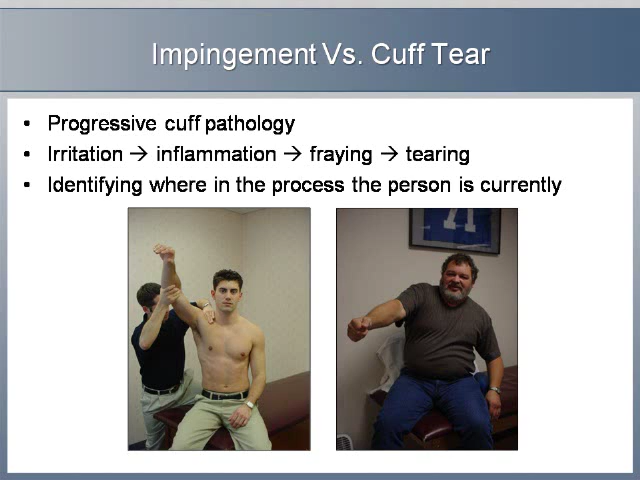 Impingement Vs. Cuff Tear
• Progressive cuff pathology
• Irritation → inflammation → fraying → tearing
• Identifying where in the process the person is currently
71